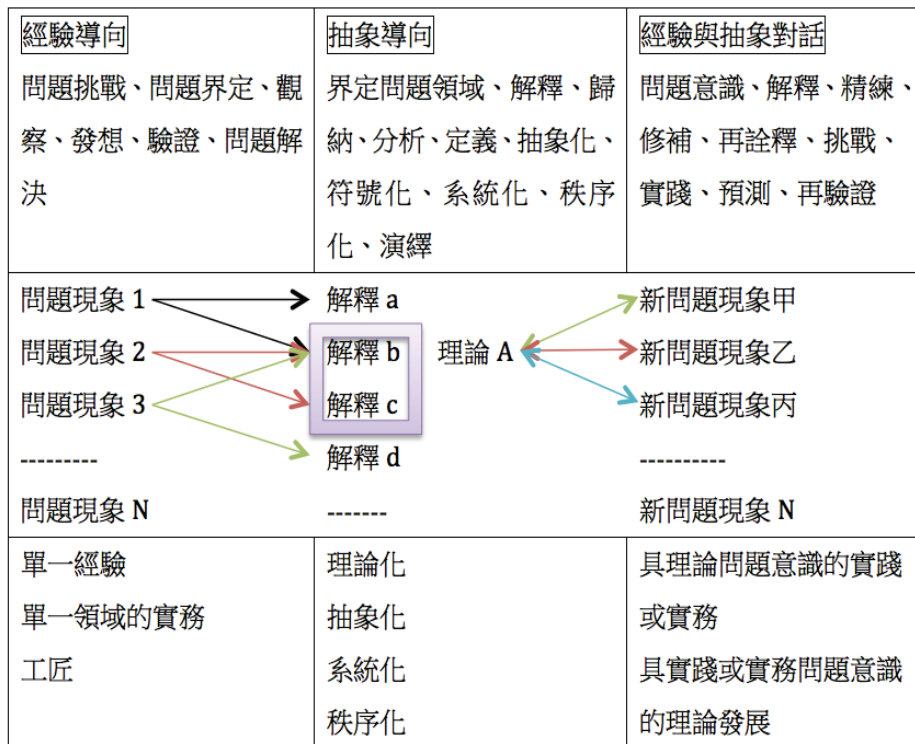 經驗導向
問題挑戰、問題界定、觀
察、發想、驗證、問題解
決
抽象導向
界定問題領域、解釋、歸
納、分析、定義、抽象化、
符號化、系統化、秩序
化、演繹
經驗與抽象對話
問題意識、解釋、精練、
修補、再詮釋、挑戰、
實踐、預測、再驗證
問題現象 1
問題現象 2
問題現象 3
---------
問題現象 N
解釋 a
解釋 b
解釋 c
解釋 d
-------
理論 A
新問題現象甲
新問題現象乙
新問題現象丙
----------
新問題現象 N
單一經驗
單一領域的實務
工匠
理論化
抽象化
系統化
秩序化
具理論問題意識的實踐
或實務
具實踐或實務問題意識
的理論發展